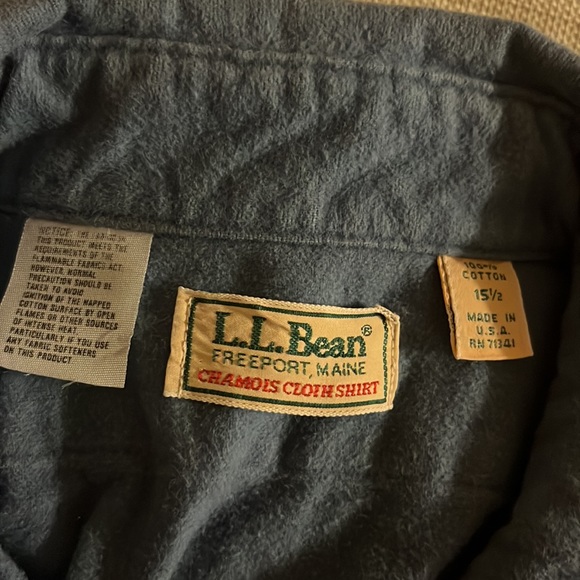 NOTICE: THE FABRIC IN
THIS PRODUCT MEETS THE
REQUIREMENTS OF THE
FLAMMABLE FABRICS ACT.
HOWEVER, NORMAL
PRECAUTION SHOULD BE
TAKEN TO AVOID
IGNITION OF THE NAPPED
COTTON SURFACE BY OPEN
FLAMES OR OTHER SOURCES
OF INTENSE HEAT,
PARTICULARLY IF YOU USE
ANY FABRIC SOFTENERS
ON THIS PRODUCT
L.L.Bean®
FREEPORT, MAINE
CHAMOIS CLOTH SHIRT
100%
COTTON
15½
MADE IN
U.S.A.
RN 71341